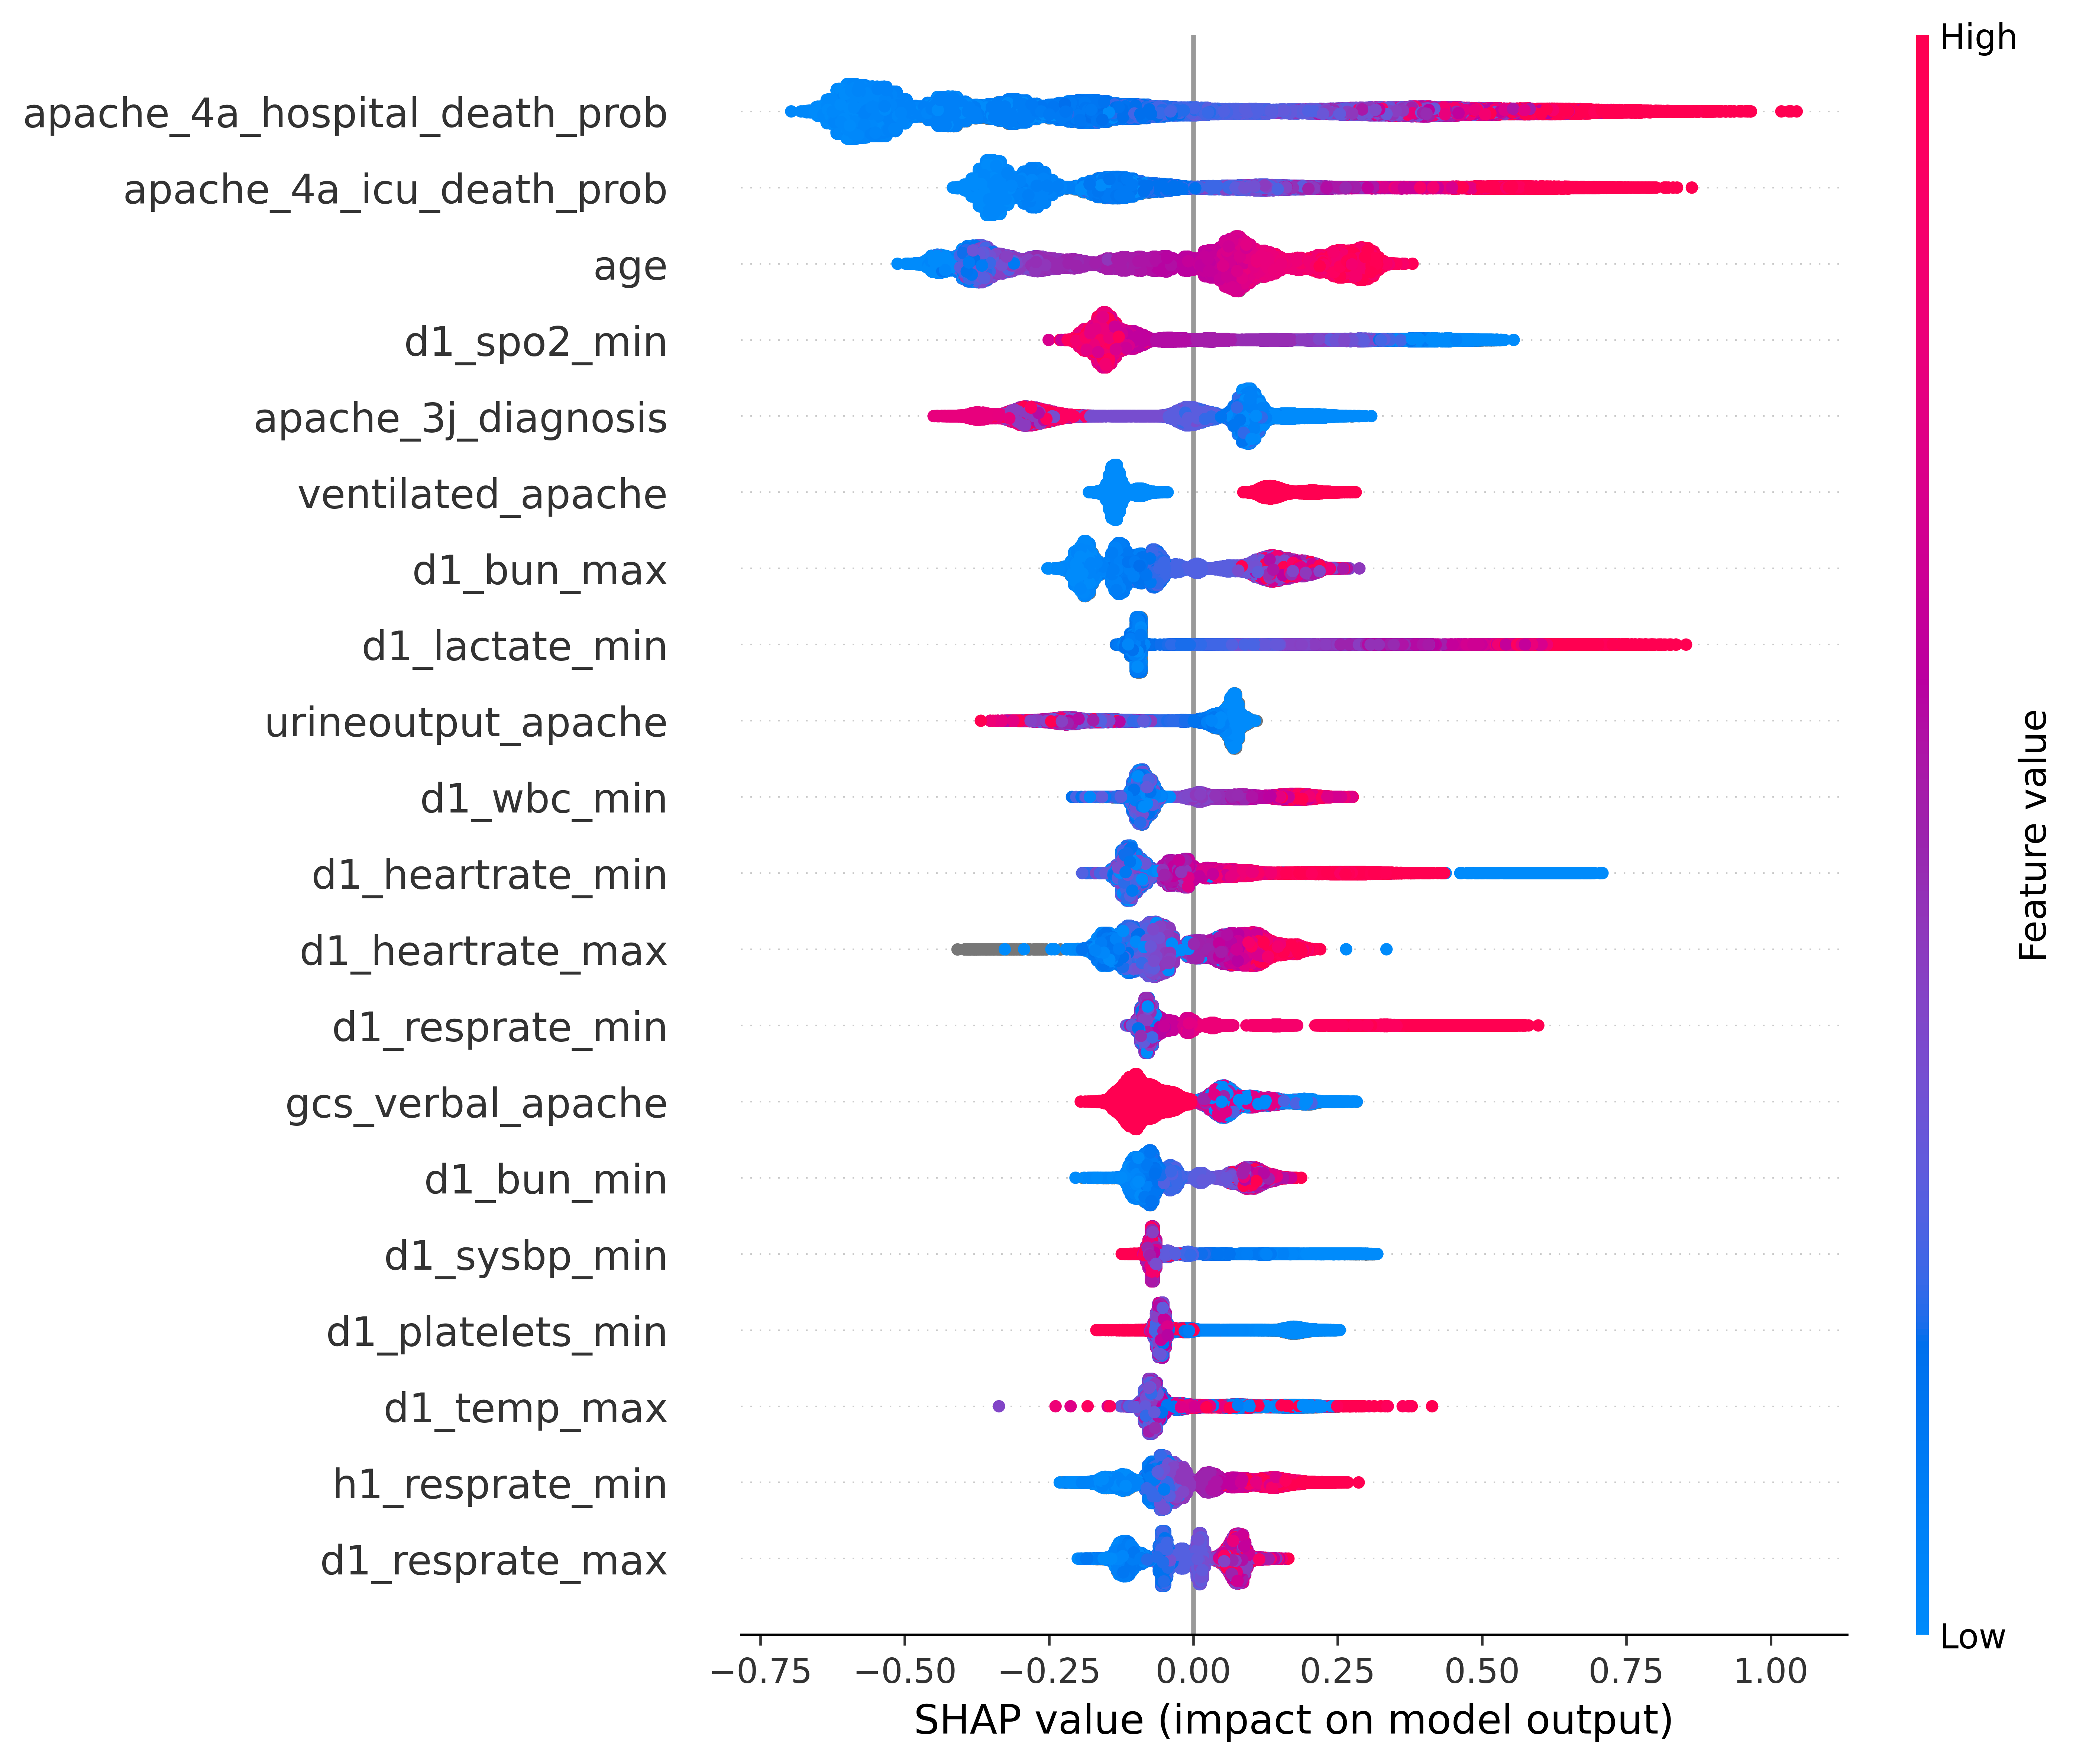 High
apache_4a_hospital_death_prob
apache_4a_icu_death_prob
age
d1_spo2_min
apache_3j_diagnosis
ventilated_apache
d1_bun_max
d1_lactate_min
urineoutput_apache
d1_wbc_min
d1_heartrate_min
d1_heartrate_max
d1_resprate_min
gcs_verbal_apache
d1_bun_min
d1_sysbp_min
d1_platelets_min
d1_temp_max
h1_resprate_min
d1_resprate_max
Feature value
Low
−0.75 −0.50 −0.25 0.00 0.25 0.50 0.75 1.00
SHAP value (impact on model output)